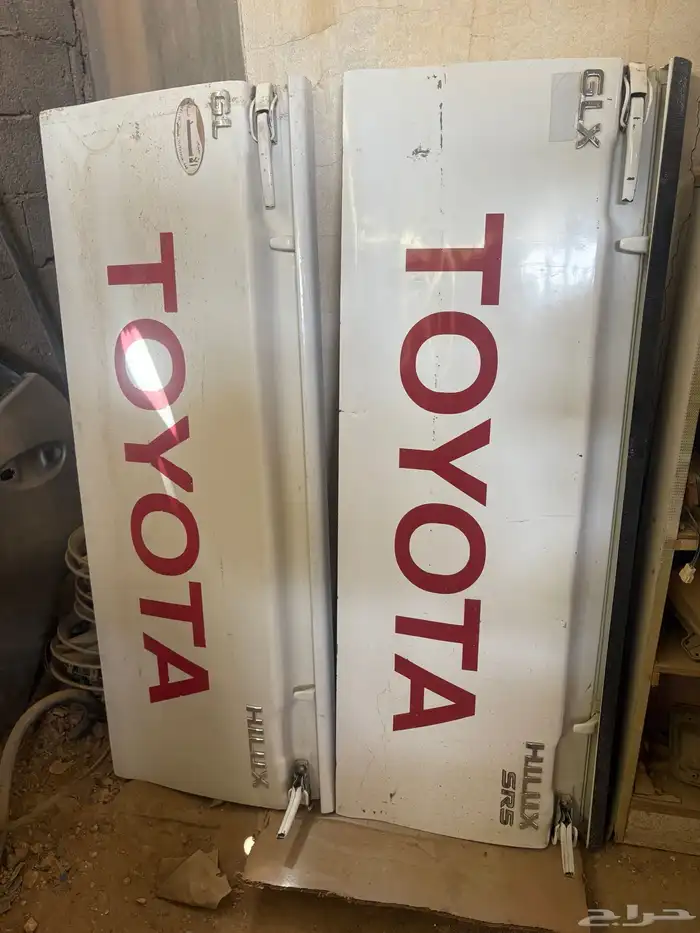 GL
TOYOTA
HILUX
GLX
TOYOTA
HILUX
SR5
حراج